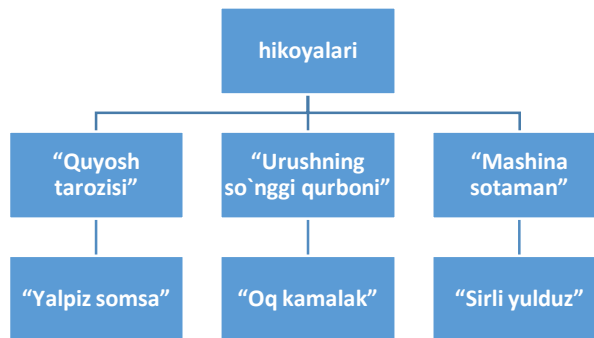 hikoyalari
“Quyosh
tarozisi”
“Urushning
so`nggi qurboni”
“Mashina
sotaman”
“Yalpiz somsa”
“Oq kamalak”
“Sirli yulduz”